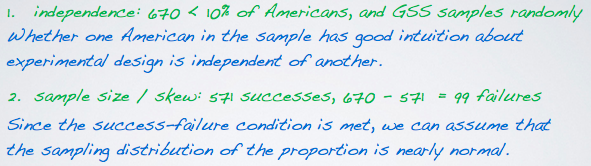 1. independence: 670 < 10% of Americans, and GSS samples randomly
Whether one American in the sample has good intuition about
experimental design is independent of another.
2. sample size / skew: 571 successes, 670 - 571 = 99 failures
Since the success-failure condition is met, we can assume that
the sampling distribution of the proportion is nearly normal.